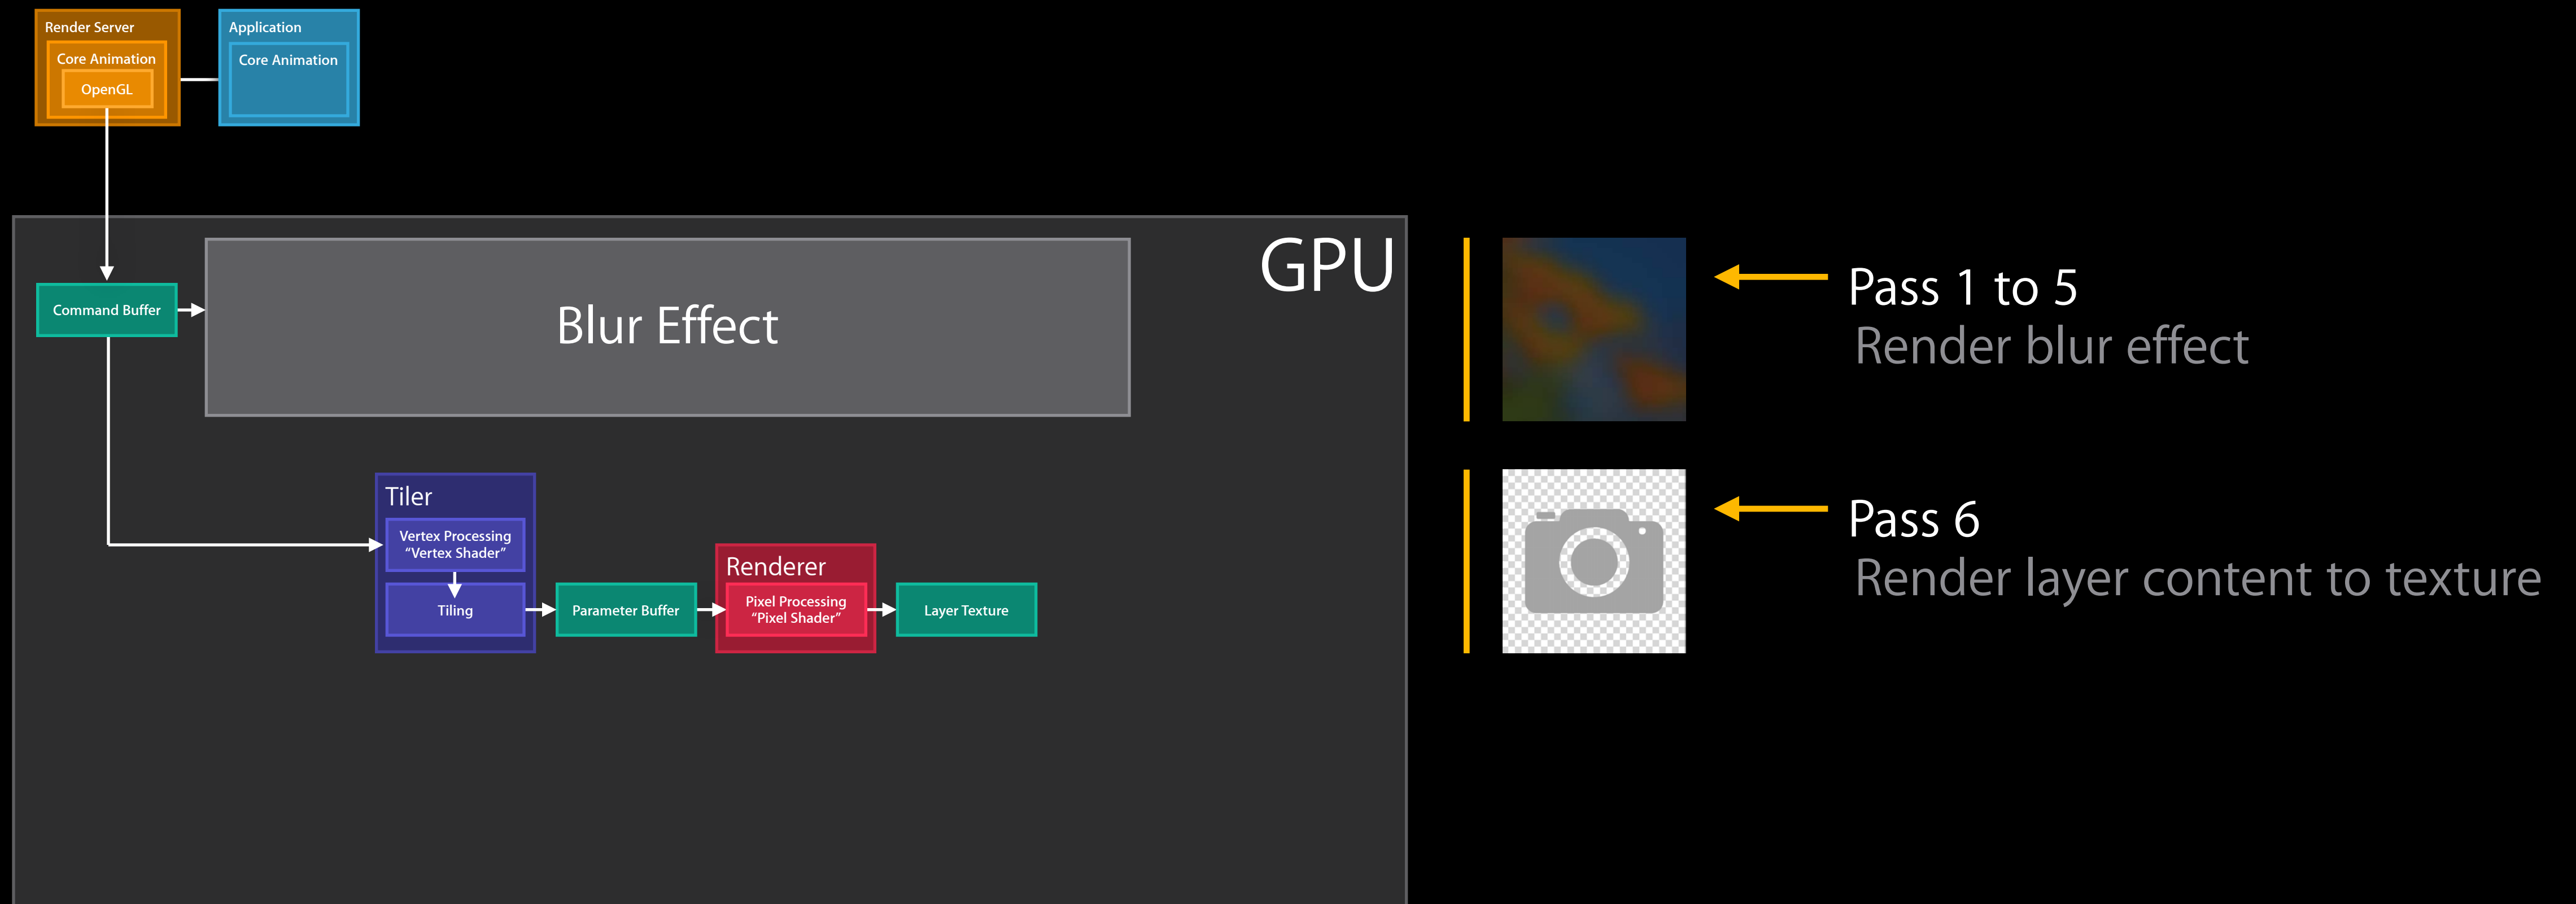 Render Server
Core Animation
OpenGL
Application
Core Animation
GPU
Command Buffer
Blur Effect
Tiler
Vertex Processing
“Vertex Shader”
Tiling
Parameter Buffer
Renderer
Pixel Processing
“Pixel Shader”
Layer Texture
Pass 1 to 5
Render blur effect
Pass 6
Render layer content to texture